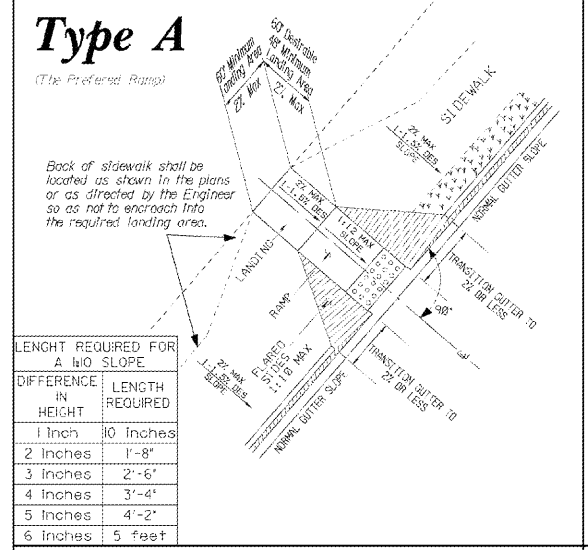 Type A
(The Prefered Ramp)
60" Minimum
Landing Area
2% Max
60" Desirable
48" Minimum
Landing Area
2% Max
SIDEWALK
2% MAX
1-1.5% DES
SLOPE
Back of sidewalk shall be
located as shown in the plans
or as directed by the Engineer
so as not to encroach into
the required landing area.
2% MAX
1-1.5% DES
1:12 MAX
SLOPE
NORMAL GUTTER SLOPE
LANDING
RAMP
FLARED
SIDES
1:10 MAX
TRANSITION GUTTER TO
2% OR LESS
90°
TRANSITION GUTTER TO
2% OR LESS
NORMAL GUTTER SLOPE
2% MAX
1-1.5% DES
SLOPE
LENGHT REQUIRED FOR
A 1:10 SLOPE
DIFFERENCE
IN
HEIGHT
LENGTH
REQUIRED
1 Inch 10 Inches
2 Inches 1'-8"
3 Inches 2'-6"
4 Inches 3'-4"
5 Inches 4'-2"
6 Inches 5 feet